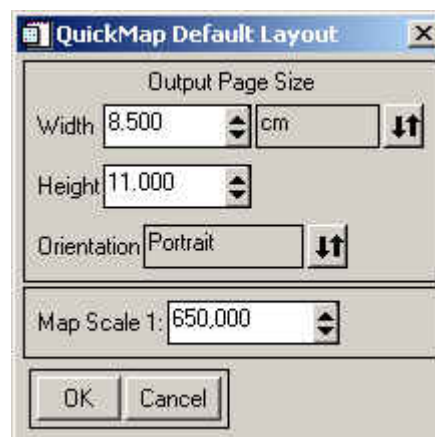 QuickMap Default Layout
Output Page Size
Width 8.500 cm
Height 11.000
Orientation Portrait
Map Scale 1: 650,000
OK Cancel